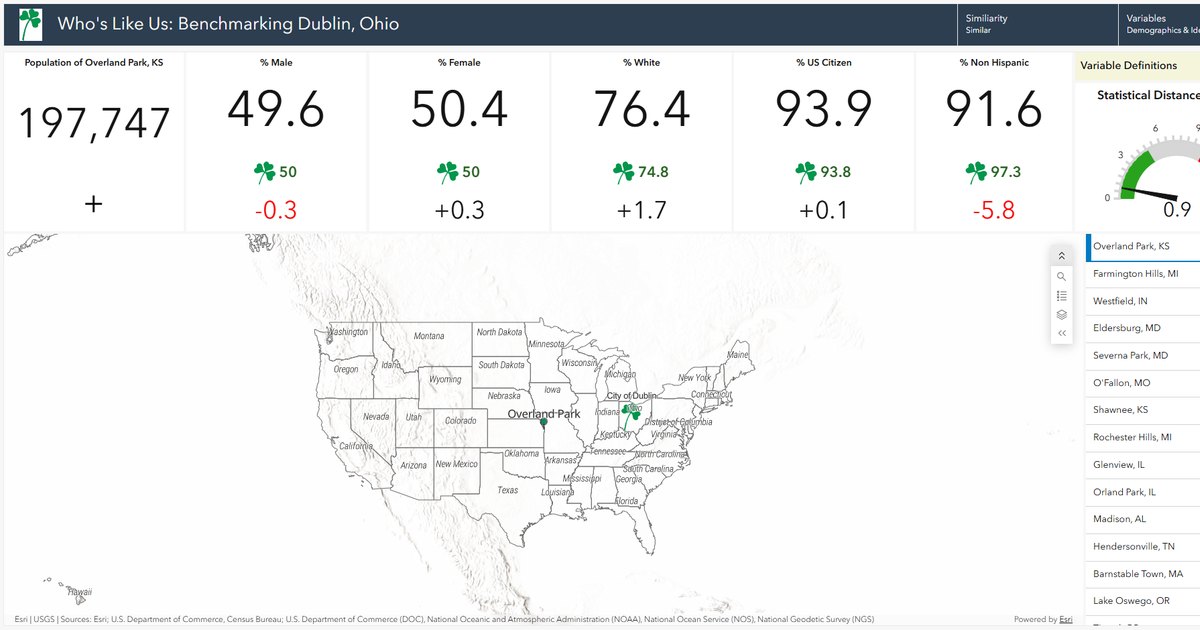 Who's Like Us: Benchmarking Dublin, Ohio
Similiarity
Similar
Variables
Demographics & Ide
Population of Overland Park, KS
197,747
+
% Male
49.6
50
-0.3
% Female
50.4
50
+0.3
% White
76.4
74.8
+1.7
% US Citizen
93.9
93.8
+0.1
% Non Hispanic
91.6
97.3
-5.8
Variable Definitions
Statistical Distance
0
3
6
9
0.9
Overland Park, KS
Farmington Hills, MI
Westfield, IN
Eldersburg, MD
Severna Park, MD
O'Fallon, MO
Shawnee, KS
Rochester Hills, MI
Glenview, IL
Orland Park, IL
Madison, AL
Hendersonville, TN
Barnstable Town, MA
Lake Oswego, OR
Washington
Montana
North Dakota
Minnesota
Maine
Oregon
Idaho
South Dakota
Wisconsin
Michigan
New York
Wyoming
Nebraska
Iowa
City of Dublin
Connecticut
Nevada
Utah
Colorado
Overland Park
Indiana
Ohio
District of Columbia
California
Kentucky
Virginia
Arizona
New Mexico
Oklahoma
Arkansas
Tennessee
North Carolina
South Carolina
Texas
Louisiana
Mississippi
Georgia
Florida
Hawaii
Esri | USGS | Sources: Esri; U.S. Department of Commerce, Census Bureau; U.S. Department of Commerce (DOC), National Oceanic and Atmospheric Administration (NOAA), National Ocean Service (NOS), National Geodetic Survey (NGS)
Powered by Esri